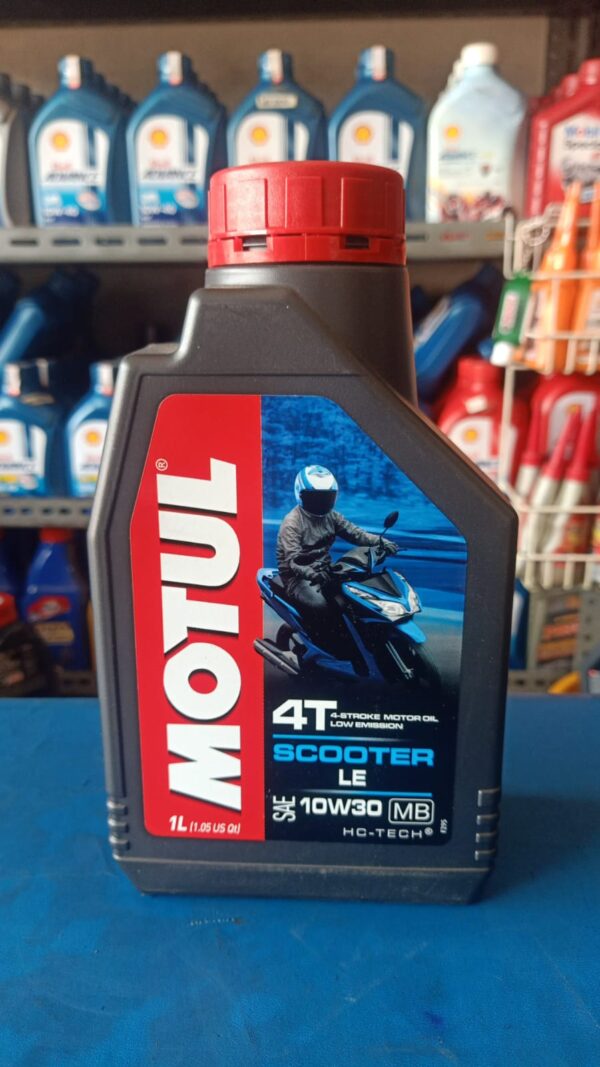 MOTUL®
4T 4-STROKE MOTOR OIL
LOW EMISSION
SCOOTER
LE
SAE 10W30 MB
HC-TECH®
1L (1.05 US Qt)